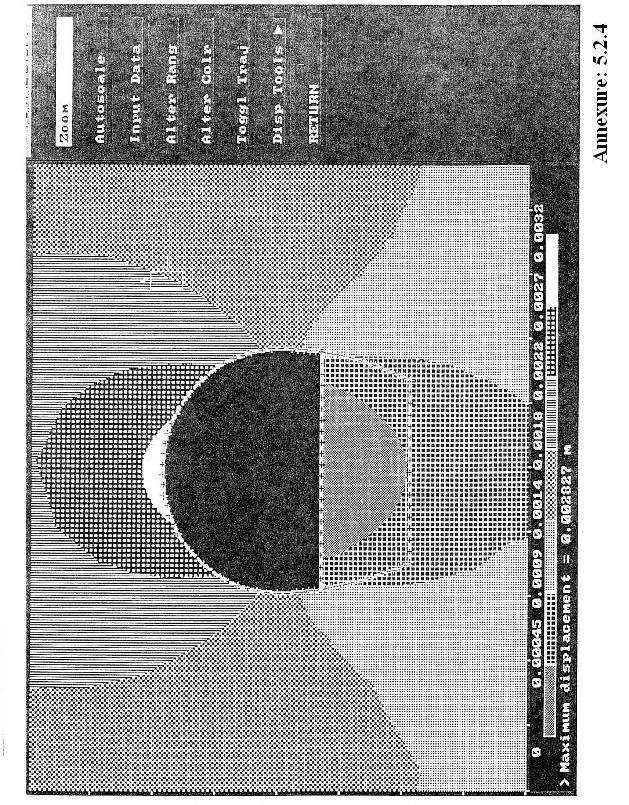 Zoom
Autoscale
Input Data
Alter Rang
Alter Colr
Toggl Traj
Disp Tools ▶
RETURN
0 0.00045 0.0009 0.0014 0.0018 0.0022 0.0027 0.0032
>Maximum displacement = 0.002827 m
Annexure: 5.2.4